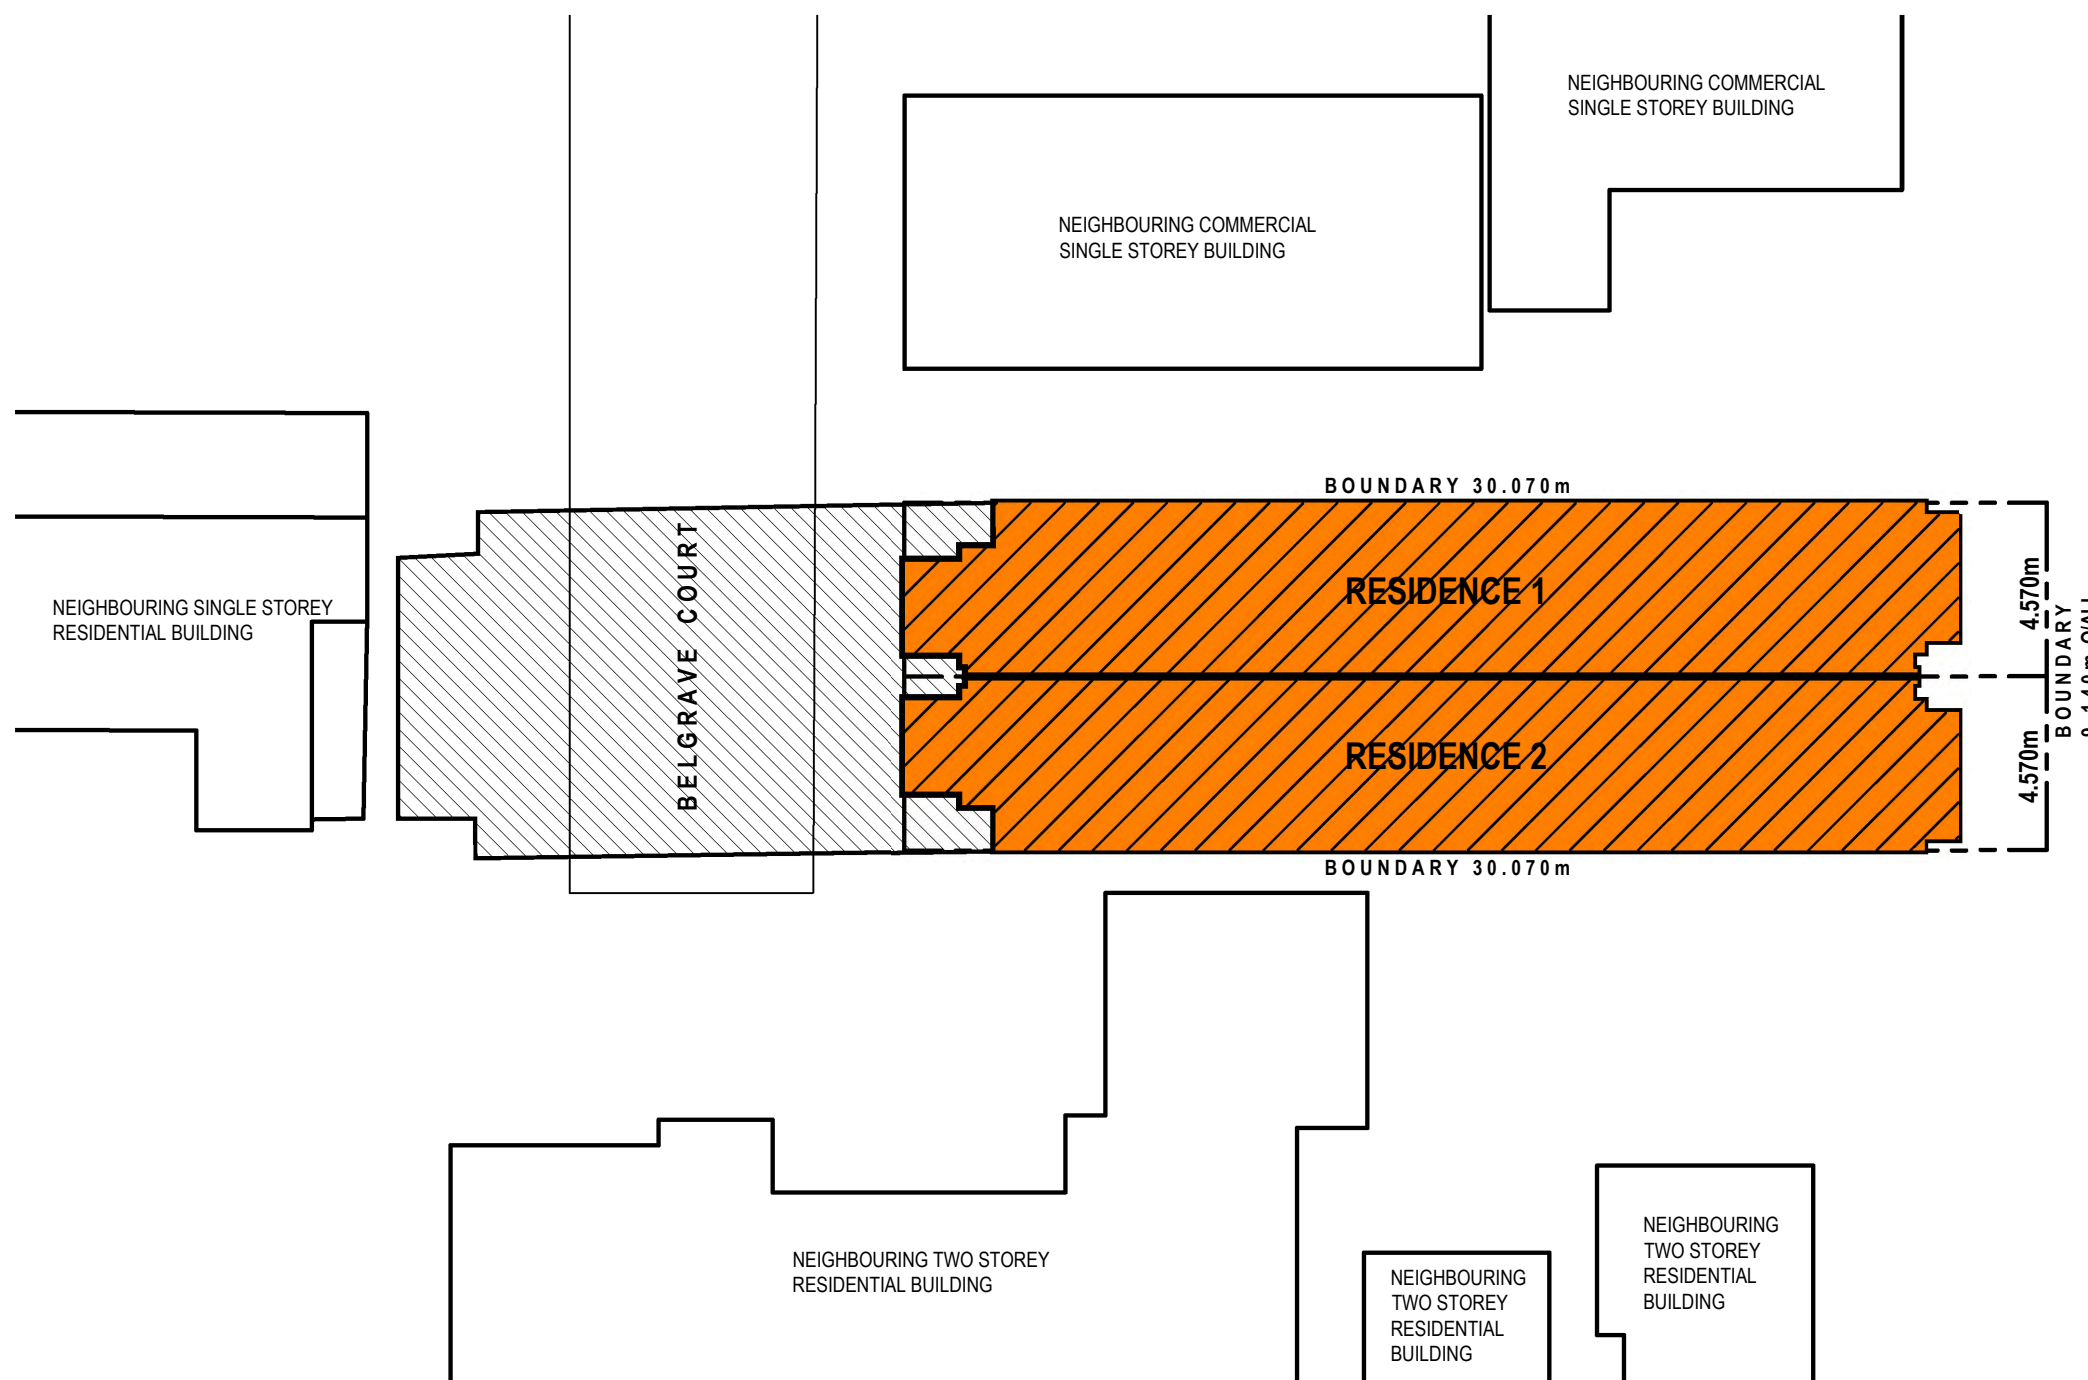 NEIGHBOURING COMMERCIAL
SINGLE STOREY BUILDING
NEIGHBOURING COMMERCIAL
SINGLE STOREY BUILDING
BOUNDARY 30.070m
NEIGHBOURING SINGLE STOREY
RESIDENTIAL BUILDING
BELGRAVE COURT
RESIDENCE 1
RESIDENCE 2
4.570m
4.570m
BOUNDARY
BOUNDARY 30.070m
NEIGHBOURING TWO STOREY
RESIDENTIAL BUILDING
NEIGHBOURING
TWO STOREY
RESIDENTIAL
BUILDING
NEIGHBOURING
TWO STOREY
RESIDENTIAL
BUILDING